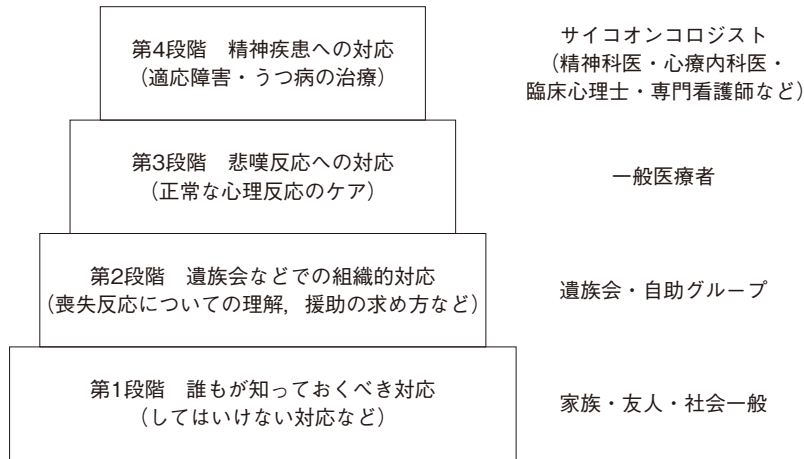 第4段階　精神疾患への対応
（適応障害・うつ病の治療）
サイコオンコロジスト
（精神科医・心療内科医・
臨床心理士・専門看護師など）
第3段階　悲嘆反応への対応
（正常な心理反応のケア）
一般医療者
第2段階　遺族会などでの組織的対応
（喪失反応についての理解，援助の求め方など）
遺族会・自助グループ
第1段階　誰もが知っておくべき対応
（してはいけない対応など）
家族・友人・社会一般